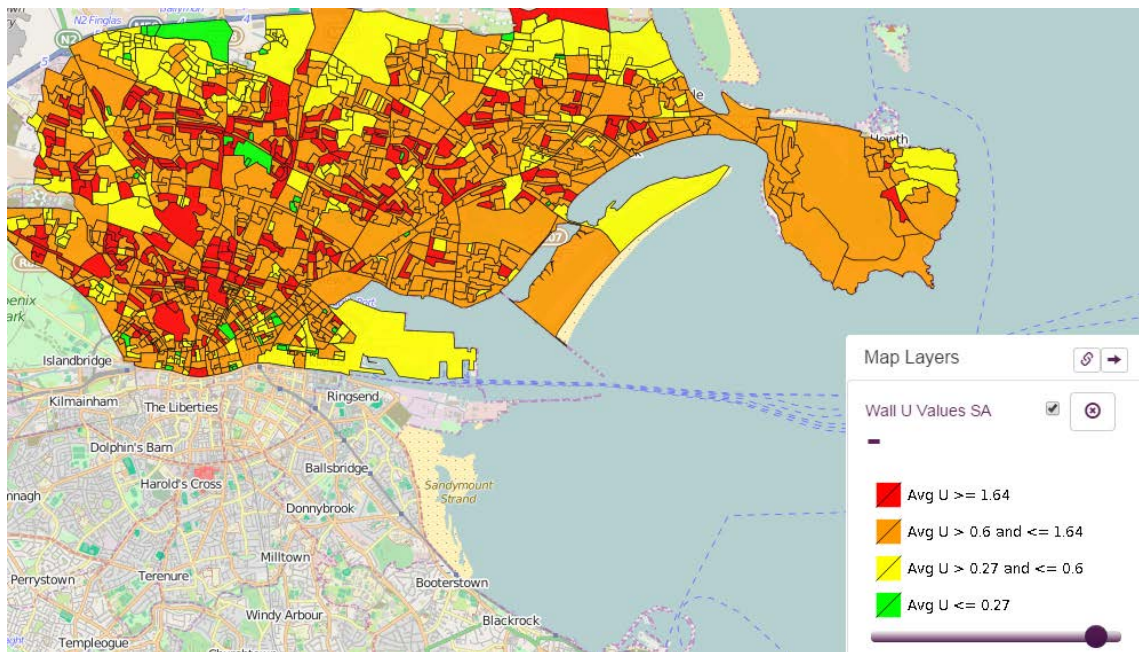 N2 Finglas
N2
Howth
Islandbridge
Kilmainham
The Liberties
Ringsend
Dolphin's Barn
Ballsbridge
Harold's Cross
Sandymount
Strand
Donnybrook
Milltown
Perrystown
Terenure
Booterstown
Windy Arbour
Blackrock
Templeogue
Map Layers
Wall U Values SA
Avg U >= 1.64
Avg U > 0.6 and <= 1.64
Avg U > 0.27 and <= 0.6
Avg U <= 0.27